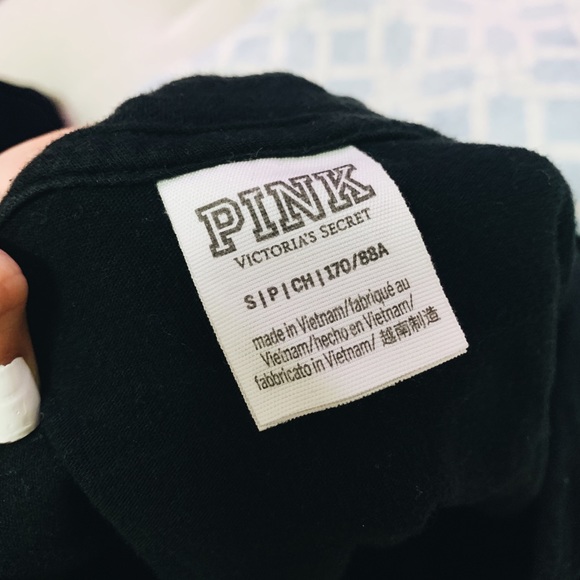 PINK
VICTORIA'S SECRET
S|P|CH|170/88A
made in Vietnam/fabriqué au
Vietnam/hecho en Vietnam/
fabbricato in Vietnam/ 越南制造